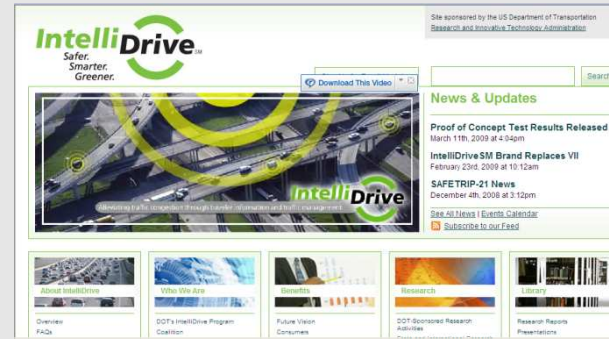 Site sponsored by the US Department of Transportation
Research and Innovative Technology Administration
IntelliDrive SM
Safer.
Smarter.
Greener.
Download This Video
Search
News & Updates
Proof of Concept Test Results Released
March 11th, 2009 at 4:04pm
IntelliDriveSM Brand Replaces VII
February 23rd, 2009 at 10:12am
SAFETRIP-21 News
December 4th, 2008 at 3:12pm
See All News | Events Calendar
Subscribe to our Feed
IntelliDrive
Alleviating traffic congestion through traveler information and traffic management
About IntelliDrive
Overview
FAQs
Who We Are
DOT's IntelliDrive Program
Coalition
Benefits
Future Vision
Consumers
Research
DOT-Sponsored Research
Activities
Library
Research Reports
Presentations